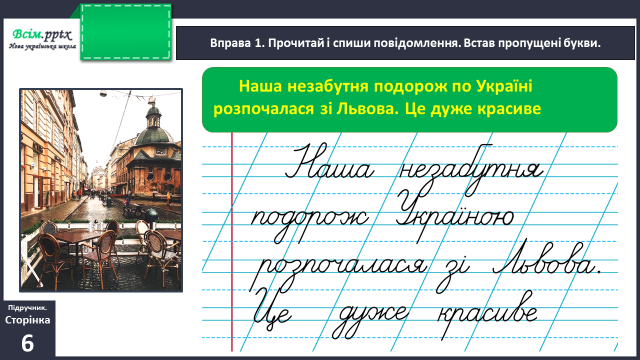 Всім.pptx
Нова українська школа
Вправа 1. Прочитай і спиши повідомлення. Встав пропущені букви.
Наша незабутня подорож по Україні
розпочалася зі Львова. Це дуже красиве
Наша незабутня
подорож Україною
розпочалася зі Львова.
Це дуже красиве
Підручник.
Сторінка
6